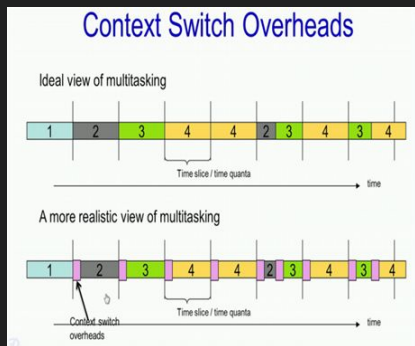 Context Switch Overheads
Ideal view of multitasking
1 2 3 4 4 2 3 4 3 4
Time slice / time quanta
time
A more realistic view of multitasking
1 2 3 4 4 2 3 4 3 4
Time slice / time quanta
Context switch
overheads
time